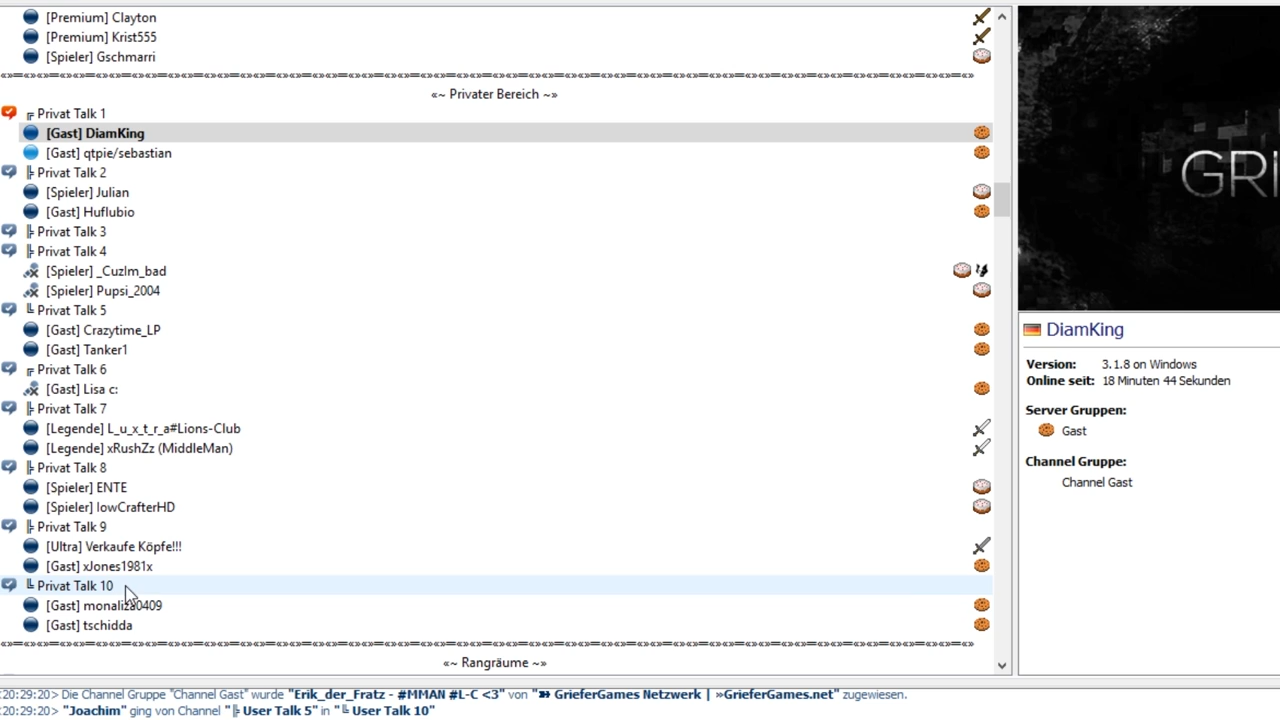 [Premium] Clayton
[Premium] Krist555
[Spieler] Gschmarri
«~ Privater Bereich ~»
╔ Privat Talk 1
[Gast] DiamKing
[Gast] qtpie/sebastian
╠ Privat Talk 2
[Spieler] Julian
[Gast] Huflubio
╠ Privat Talk 3
╠ Privat Talk 4
[Spieler] _CuzIm_bad
[Spieler] Pupsi_2004
╚ Privat Talk 5
[Gast] Crazytime_LP
[Gast] Tanker1
╔ Privat Talk 6
[Gast] Lisa c:
╠ Privat Talk 7
[Legende] L_u_x_t_r_a#Lions-Club
[Legende] xRushZz (MiddleMan)
╠ Privat Talk 8
[Spieler] ENTE
[Spieler] lowCrafterHD
╠ Privat Talk 9
[Ultra] Verkaufe Köpfe!!!
[Gast] xJones1981x
╚ Privat Talk 10
[Gast] monaliza0409
[Gast] tschidda
«~ Rangräume ~»
GRI
DiamKing
Version: 3.1.8 on Windows
Online seit: 18 Minuten 44 Sekunden
Server Gruppen:
Gast
Channel Gruppe:
Channel Gast
20:29:20> Die Channel Gruppe "Channel Gast" wurde "Erik_der_Fratz - #MMAN #L-C <3" von "» GrieferGames Netzwerk | »GrieferGames.net" zugewiesen.
20:29:20> "Joachim" ging von Channel "╠ User Talk 5" in "╚ User Talk 10"